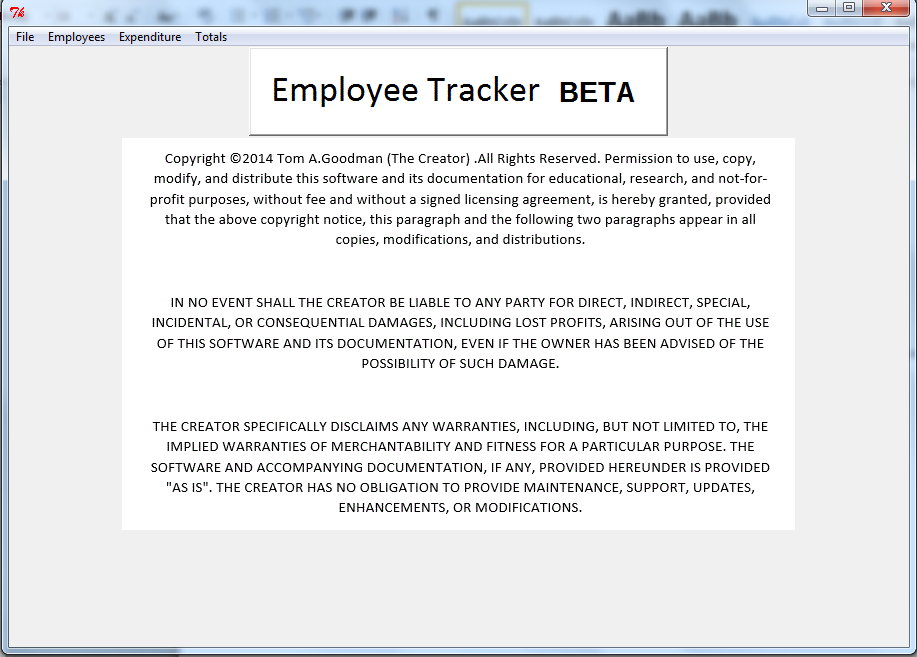 File Employees Expenditure Totals
Employee Tracker BETA
Copyright ©2014 Tom A.Goodman (The Creator) .All Rights Reserved. Permission to use, copy,
modify, and distribute this software and its documentation for educational, research, and not-for-
profit purposes, without fee and without a signed licensing agreement, is hereby granted, provided
that the above copyright notice, this paragraph and the following two paragraphs appear in all
copies, modifications, and distributions.
IN NO EVENT SHALL THE CREATOR BE LIABLE TO ANY PARTY FOR DIRECT, INDIRECT, SPECIAL,
INCIDENTAL, OR CONSEQUENTIAL DAMAGES, INCLUDING LOST PROFITS, ARISING OUT OF THE USE
OF THIS SOFTWARE AND ITS DOCUMENTATION, EVEN IF THE OWNER HAS BEEN ADVISED OF THE
POSSIBILITY OF SUCH DAMAGE.
THE CREATOR SPECIFICALLY DISCLAIMS ANY WARRANTIES, INCLUDING, BUT NOT LIMITED TO, THE
IMPLIED WARRANTIES OF MERCHANTABILITY AND FITNESS FOR A PARTICULAR PURPOSE. THE
SOFTWARE AND ACCOMPANYING DOCUMENTATION, IF ANY, PROVIDED HEREUNDER IS PROVIDED
"AS IS". THE CREATOR HAS NO OBLIGATION TO PROVIDE MAINTENANCE, SUPPORT, UPDATES,
ENHANCEMENTS, OR MODIFICATIONS.